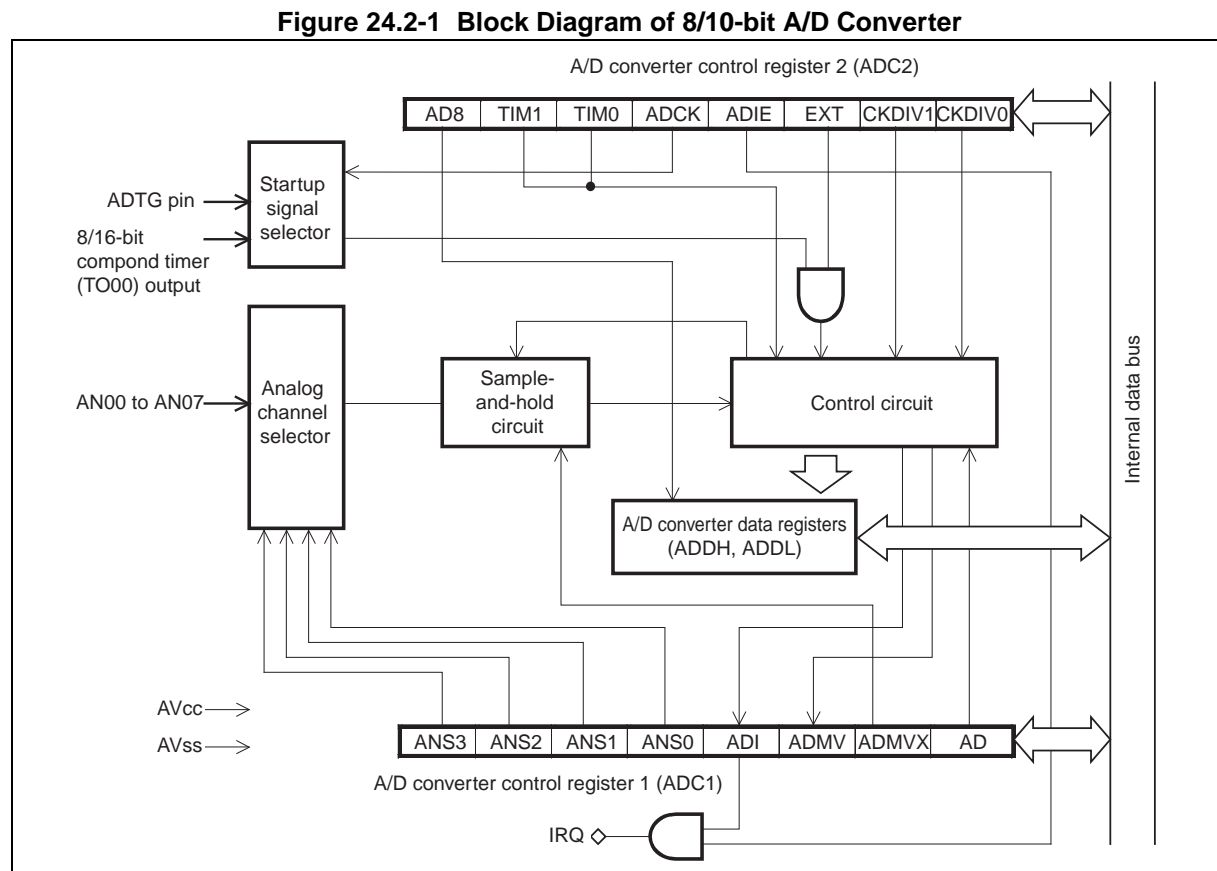 Figure 24.2-1 Block Diagram of 8/10-bit A/D Converter
A/D converter control register 2 (ADC2)
AD8 TIM1 TIM0 ADCK ADIE EXT CKDIV1 CKDIV0
Startup
signal
selector
ADTG pin
8/16-bit
compond timer
(TO00) output
Analog
channel
selector
AN00 to AN07
Sample-
and-hold
circuit
Control circuit
Internal data bus
A/D converter data registers
(ADDH, ADDL)
AVcc
AVss
ANS3 ANS2 ANS1 ANS0 ADI ADMV ADMVX AD
A/D converter control register 1 (ADC1)
IRQ